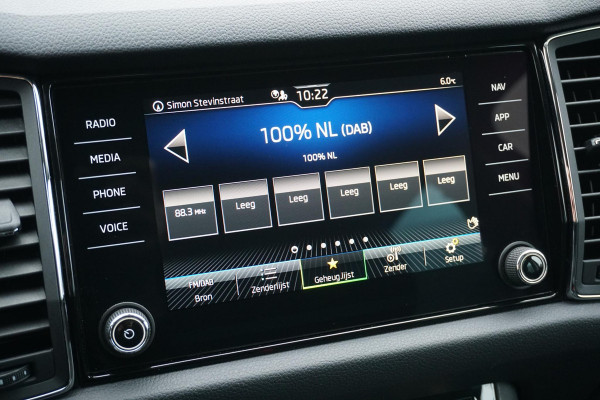 Simon Stevinstraat
10:22
6.0°C
100% NL (DAB)
100% NL
88.3 MHz
Leeg
Leeg
Leeg
Leeg
Leeg
FM/DAB
Bron
Zenderlijst
Geheug.lijst
Zender
Setup
RADIO
MEDIA
PHONE
VOICE
NAV
APP
CAR
MENU